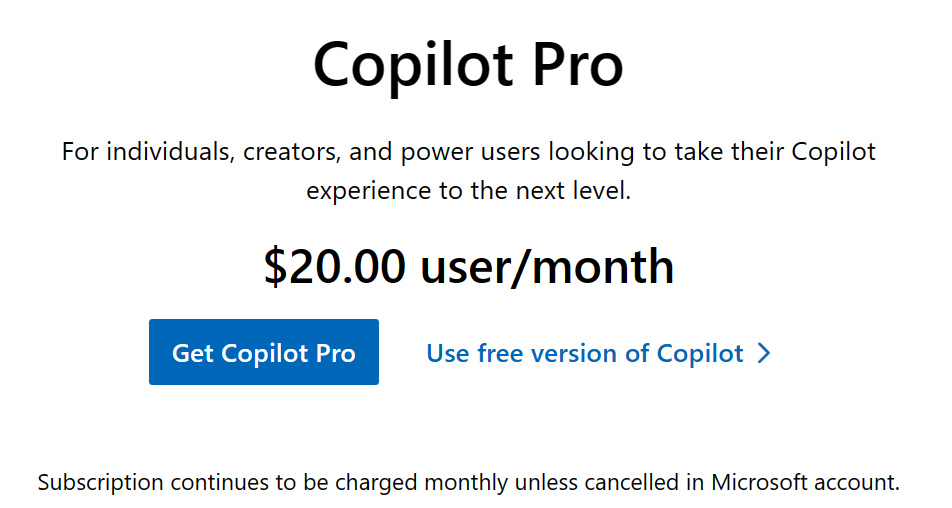 Copilot Pro
For individuals, creators, and power users looking to take their Copilot
experience to the next level.
$20.00 user/month
Get Copilot Pro
Use free version of Copilot
Subscription continues to be charged monthly unless cancelled in Microsoft account.